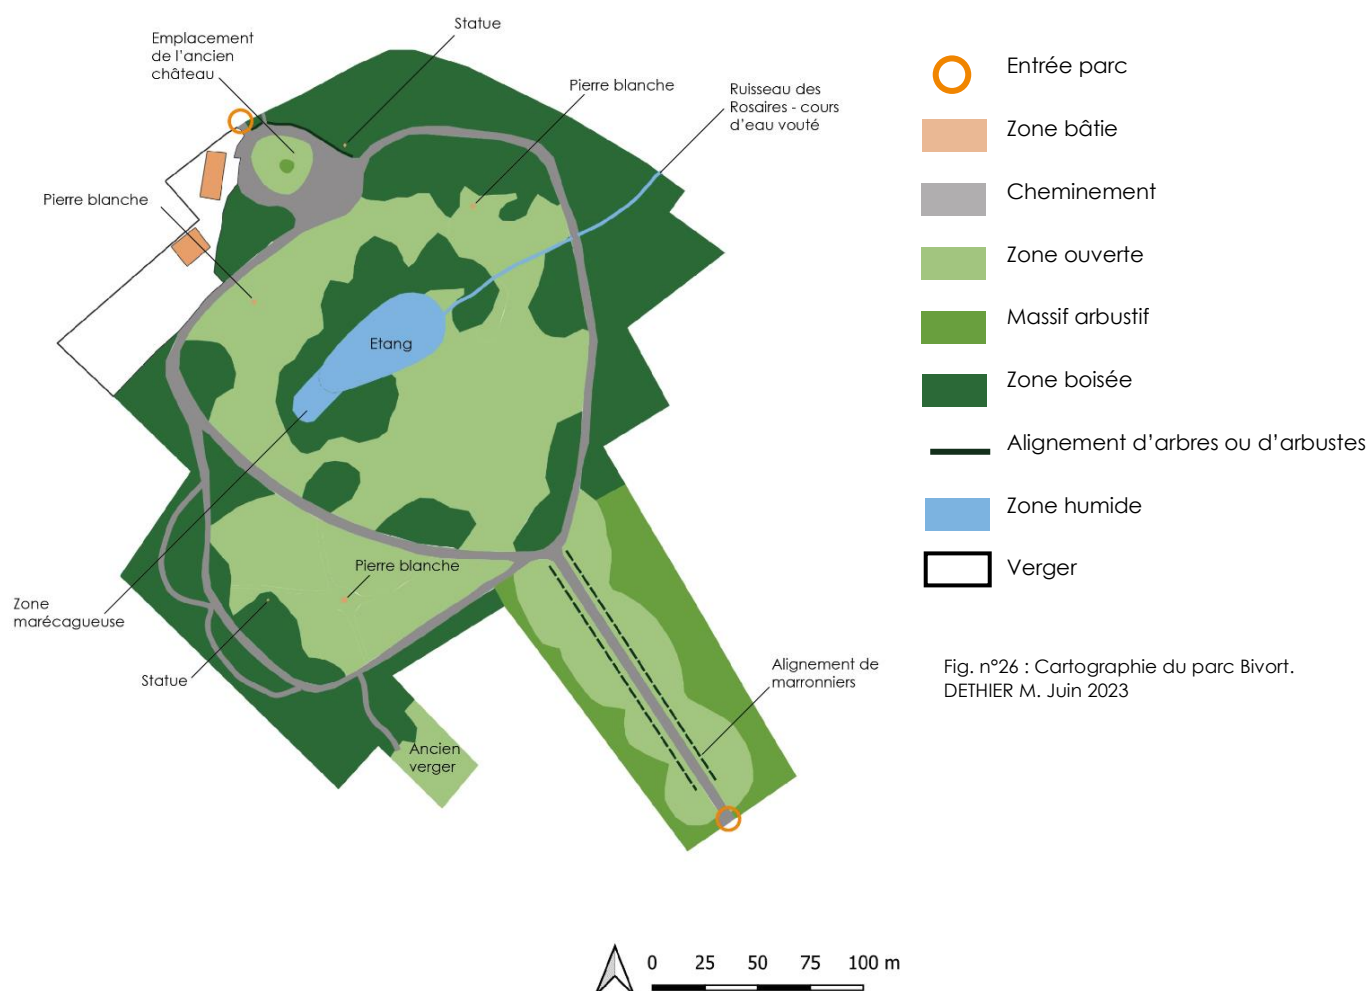 Statue
Emplacement
de l'ancien
château
Pierre blanche
Ruisseau des
Rosaires - cours
d'eau vouté
Pierre blanche
Etang
Pierre blanche
Zone
marécagueuse
Statue
Alignement de
marronniers
Ancien
verger
Entrée parc
Zone bâtie
Cheminement
Zone ouverte
Massif arbustif
Zone boisée
Alignement d'arbres ou d'arbustes
Zone humide
Verger
Fig. n°26 : Cartographie du parc Bivort.
DETHIER M. Juin 2023
0 25 50 75 100 m